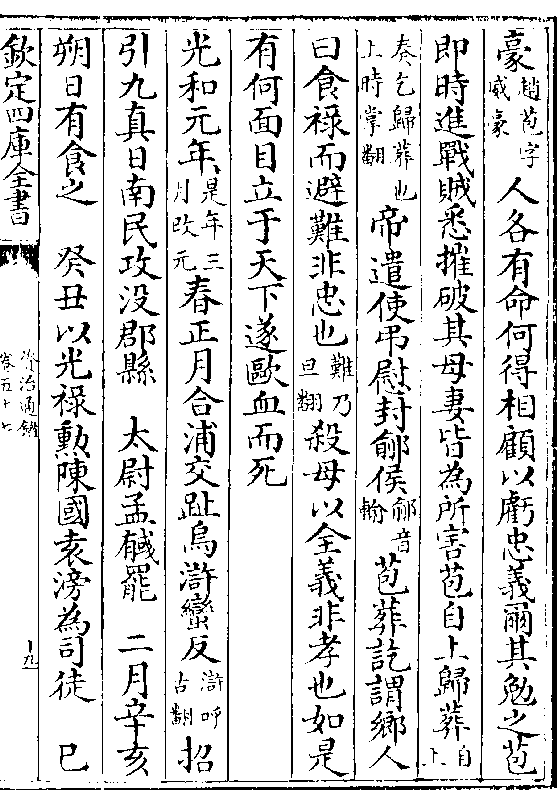 豪趙苞字威豪人各有命何得相顧以虧忠義爾其勉之苞
即時進戰賊悉摧破其母妻皆為所害苞自上歸葬自上
奏乞歸葬也上時掌翻帝遣使弔慰封鄃侯鄃音輸苞葬訖謂鄉人
曰食祿而避難非忠也難乃旦翻殺母以全義非孝也如是
有何面目立于天下遂歐血而死
光和元年是年三月改元春正月合浦交趾烏滸蠻反滸呼古翻招
引九真日南民攻沒郡縣 太尉孟䤋罷 二月辛亥
朔日有食之 癸丑以光祿勳陳國袁滂為司徒 巳
欽定四庫全書
資治通鑑
卷五十七
十九